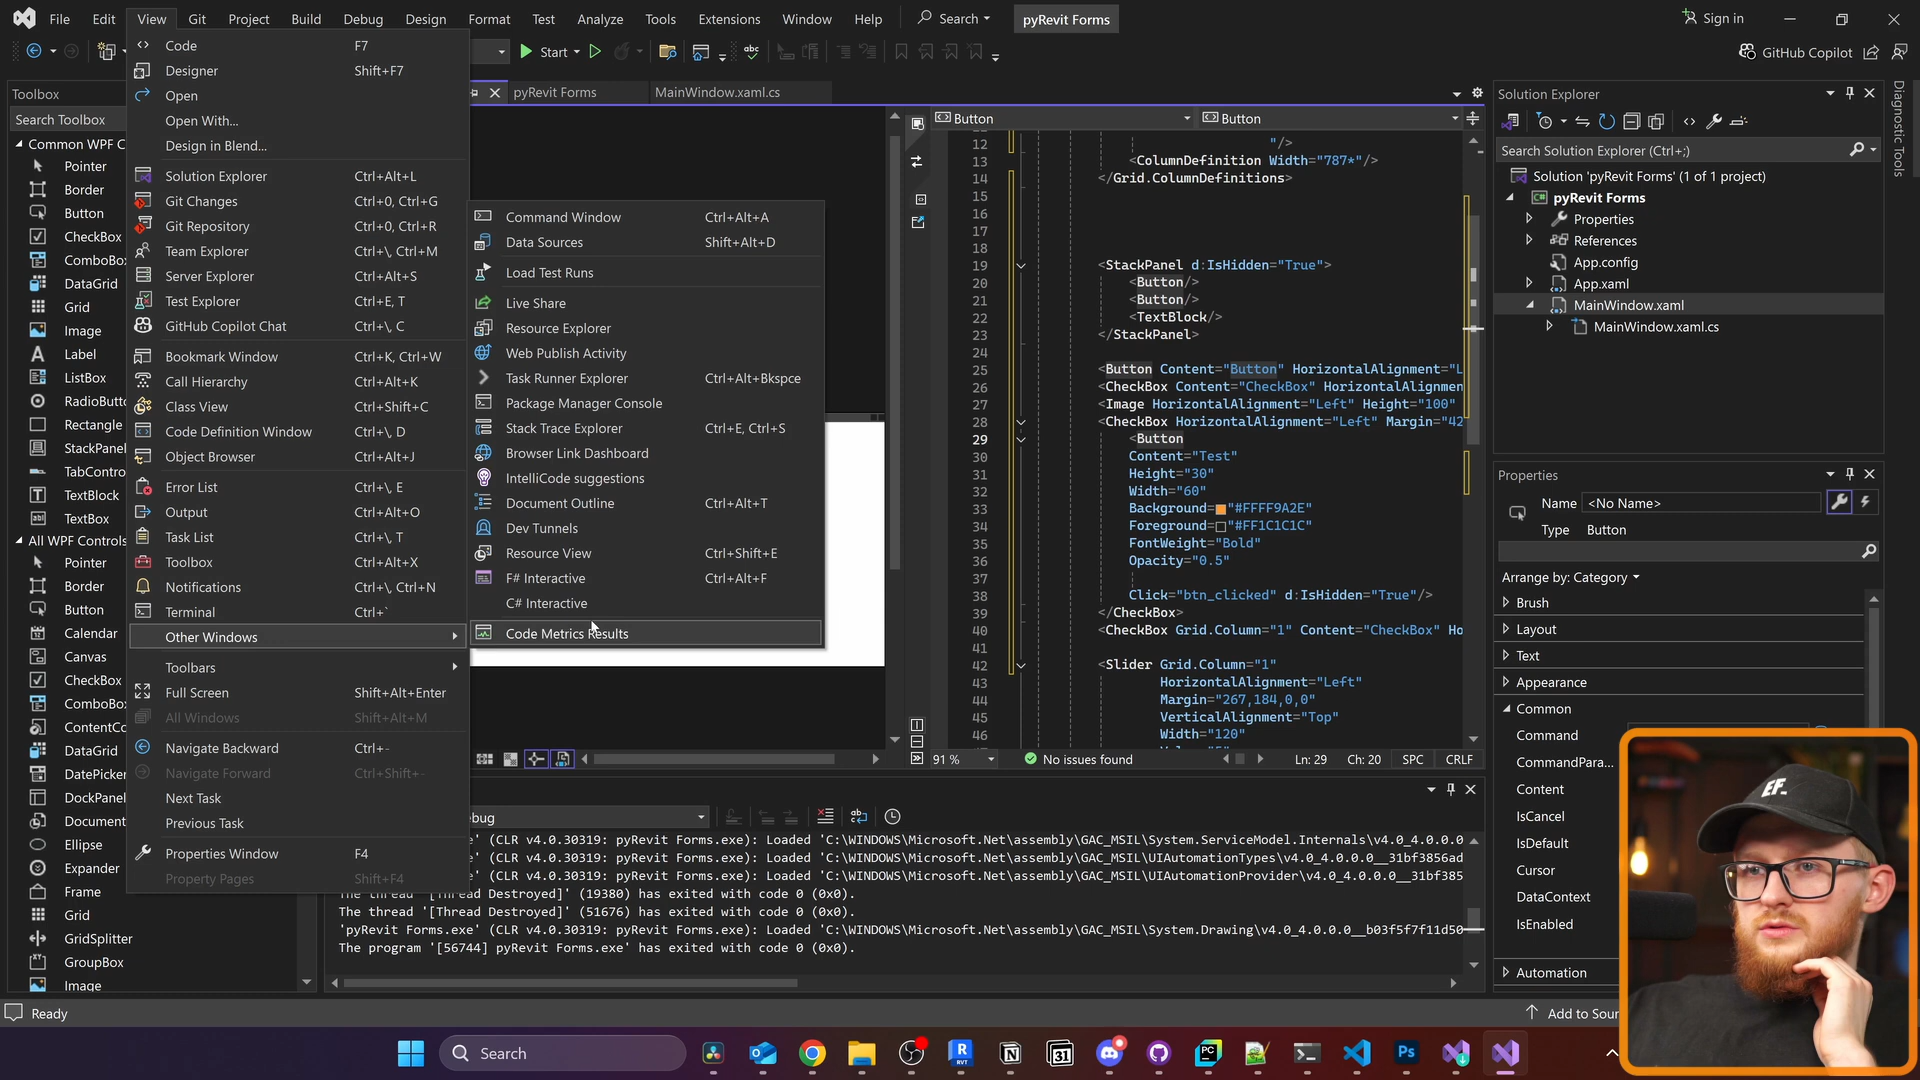 File Edit View Git Project Build Debug Design Format Test Analyze Tools Extensions Window Help Search pyRevit Forms Sign in
Start
GitHub Copilot
Toolbox
Search Toolbox
Common WPF C
Pointer
Border
Button
CheckBox
ComboBo
DataGrid
Grid
Image
Label
ListBox
RadioButto
Rectangle
StackPanel
TabContro
TextBlock
TextBox
All WPF Controls
Pointer
Border
Button
Calendar
Canvas
CheckBox
ComboBo
ContentCo
DataGrid
DatePicker
DockPanel
Document
Ellipse
Expander
Frame
Grid
GridSplitter
GroupBox
Image
Code F7
Designer Shift+F7
Open
Open With...
Design in Blend...
Solution Explorer Ctrl+Alt+L
Git Changes Ctrl+0, Ctrl+G
Git Repository Ctrl+0, Ctrl+R
Team Explorer Ctrl+\, Ctrl+M
Server Explorer Ctrl+Alt+S
Test Explorer Ctrl+E, T
GitHub Copilot Chat Ctrl+\, C
Bookmark Window Ctrl+K, Ctrl+W
Call Hierarchy Ctrl+Alt+K
Class View Ctrl+Shift+C
Code Definition Window Ctrl+\, D
Object Browser Ctrl+Alt+J
Error List Ctrl+\, E
Output Ctrl+Alt+O
Task List Ctrl+\, T
Toolbox Ctrl+Alt+X
Notifications Ctrl+\, Ctrl+N
Terminal Ctrl+`
Other Windows
Toolbars
Full Screen Shift+Alt+Enter
All Windows Shift+Alt+M
Navigate Backward Ctrl+-
Navigate Forward Ctrl+Shift+-
Next Task
Previous Task
Properties Window F4
Property Pages Shift+F4
Command Window Ctrl+Alt+A
Data Sources Shift+Alt+D
Load Test Runs
Live Share
Resource Explorer
Web Publish Activity
Task Runner Explorer Ctrl+Alt+Bkspce
Package Manager Console
Stack Trace Explorer Ctrl+E, Ctrl+S
Browser Link Dashboard
IntelliCode suggestions
Document Outline Ctrl+Alt+T
Dev Tunnels
Resource View Ctrl+Shift+E
F# Interactive Ctrl+Alt+F
C# Interactive
Code Metrics Results
pyRevit Forms MainWindow.xaml.cs
Button Button
12 "/>
13 <ColumnDefinition Width="787*"/>
14 </Grid.ColumnDefinitions>
15
16
17
18
19 <StackPanel d:IsHidden="True">
20 <Button/>
21 <Button/>
22 <TextBlock/>
23 </StackPanel>
24
25 <Button Content="Button" HorizontalAlignment="L
26 <CheckBox Content="CheckBox" HorizontalAlignmen
27 <Image HorizontalAlignment="Left" Height="100"
28 <CheckBox HorizontalAlignment="Left" Margin="42
29 <Button
30 Content="Test"
31 Height="30"
32 Width="60"
33 Background="#FFFF9A2E"
34 Foreground="#FF1C1C1C"
35 FontWeight="Bold"
36 Opacity="0.5"
37
38 Click="btn_clicked" d:IsHidden="True"/>
39 </CheckBox>
40 <CheckBox Grid.Column="1" Content="CheckBox" Ho
41
42 <Slider Grid.Column="1"
43 HorizontalAlignment="Left"
44 Margin="267,184,0,0"
45 VerticalAlignment="Top"
46 Width="120"
91 % No issues found Ln: 29 Ch: 20 SPC CRLF
bug
e' (CLR v4.0.30319: pyRevit Forms.exe): Loaded 'C:\WINDOWS\Microsoft.Net\assembly\GAC_MSIL\System.ServiceModel.Internals\v4.0_4.0.0.0
e' (CLR v4.0.30319: pyRevit Forms.exe): Loaded 'C:\WINDOWS\Microsoft.Net\assembly\GAC_MSIL\UIAutomationTypes\v4.0_4.0.0.0__31bf3856ad
e' (CLR v4.0.30319: pyRevit Forms.exe): Loaded 'C:\WINDOWS\Microsoft.Net\assembly\GAC_MSIL\UIAutomationProvider\v4.0_4.0.0.0__31bf385
The thread '[Thread Destroyed]' (19380) has exited with code 0 (0x0).
The thread '[Thread Destroyed]' (51676) has exited with code 0 (0x0).
'pyRevit Forms.exe' (CLR v4.0.30319: pyRevit Forms.exe): Loaded 'C:\WINDOWS\Microsoft.Net\assembly\GAC_MSIL\System.Drawing\v4.0_4.0.0.0__b03f5f7f11d50
The program '[56744] pyRevit Forms.exe' has exited with code 0 (0x0).
Solution Explorer
Search Solution Explorer (Ctrl+;)
Solution 'pyRevit Forms' (1 of 1 project)
pyRevit Forms
Properties
References
App.config
App.xaml
MainWindow.xaml
MainWindow.xaml.cs
Diagnostic Tools
Properties
Name <No Name>
Type Button
Arrange by: Category
Brush
Layout
Text
Appearance
Common
Command
CommandPara...
Content
IsCancel
IsDefault
Cursor
DataContext
IsEnabled
Automation
EF.
Ready
Add to Sour
Search